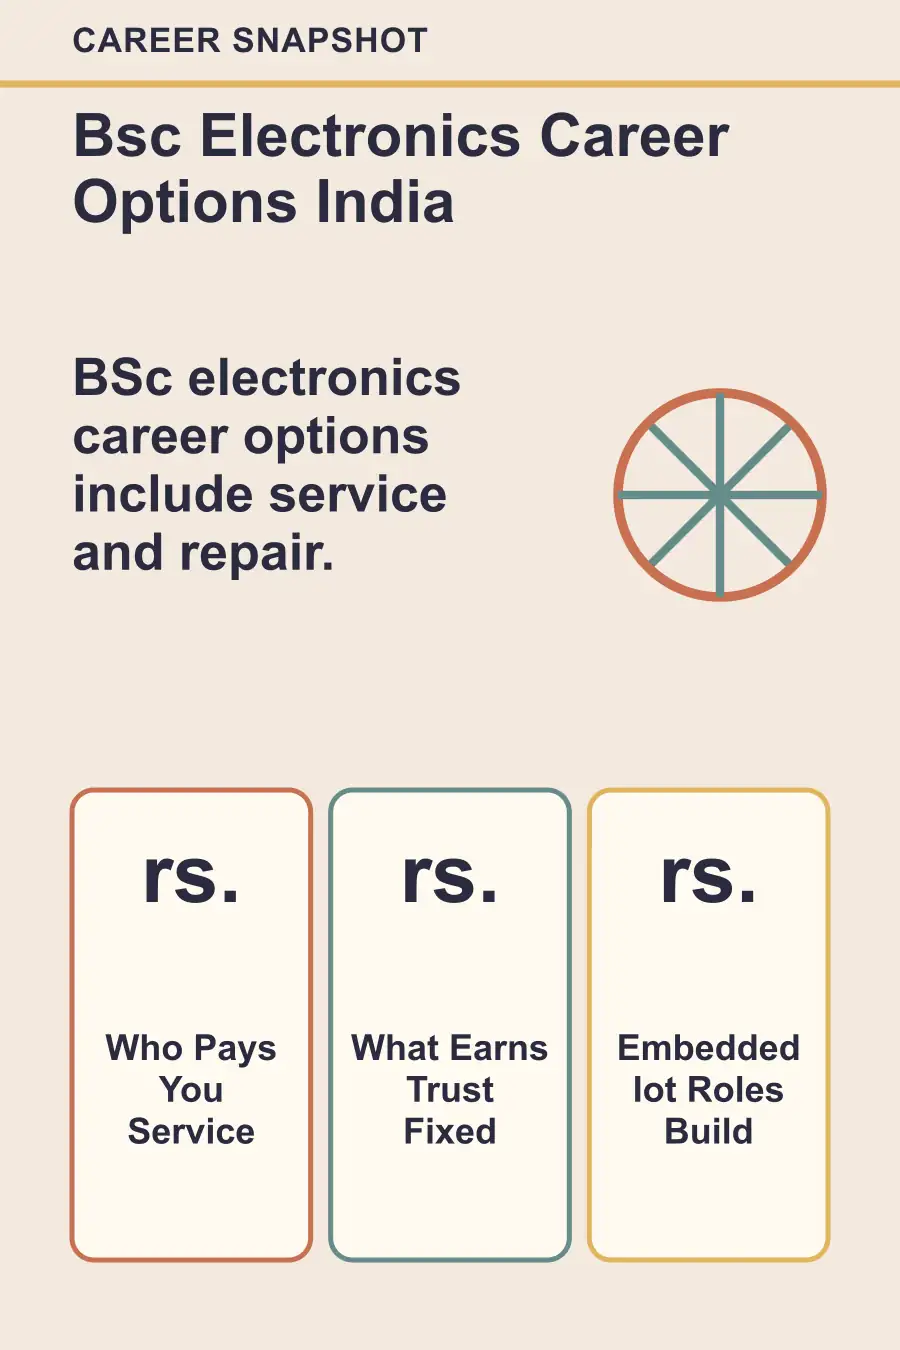 CAREER SNAPSHOT
Bsc Electronics Career
Options India
BSc electronics
career options
include service
and repair.
rs.
Who Pays
You
Service
rs.
What Earns
Trust
Fixed
rs.
Embedded
Iot Roles
Build